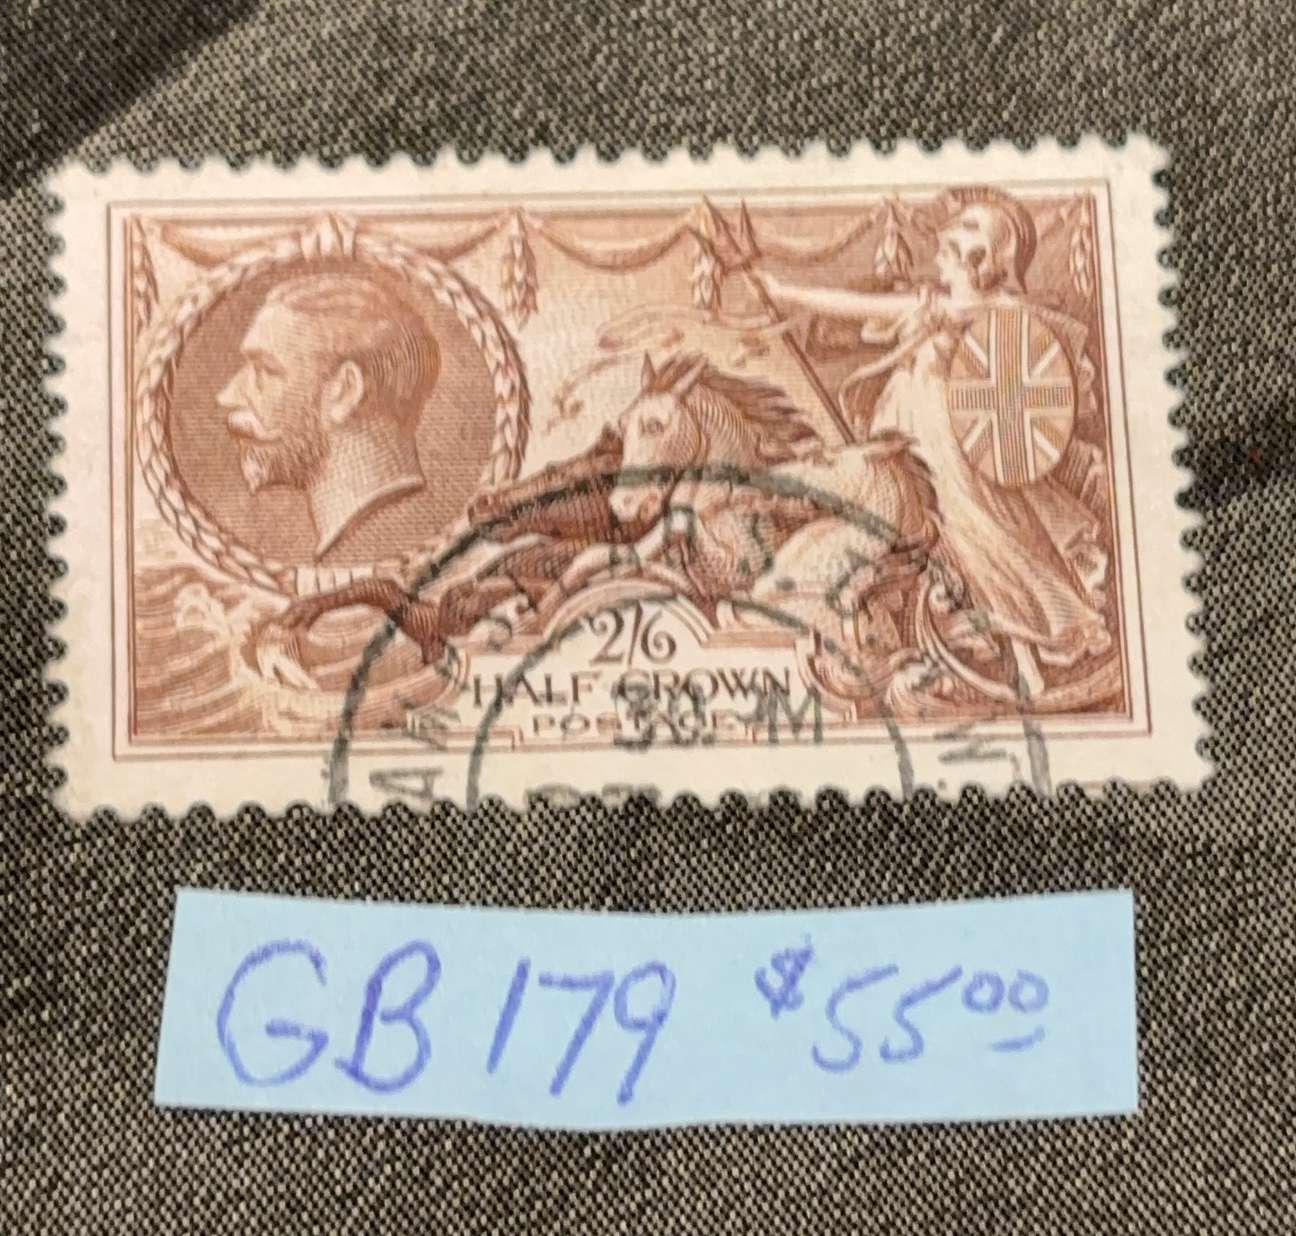 2/6
HALF CROWN
POSTAGE
GB 179 $55.00